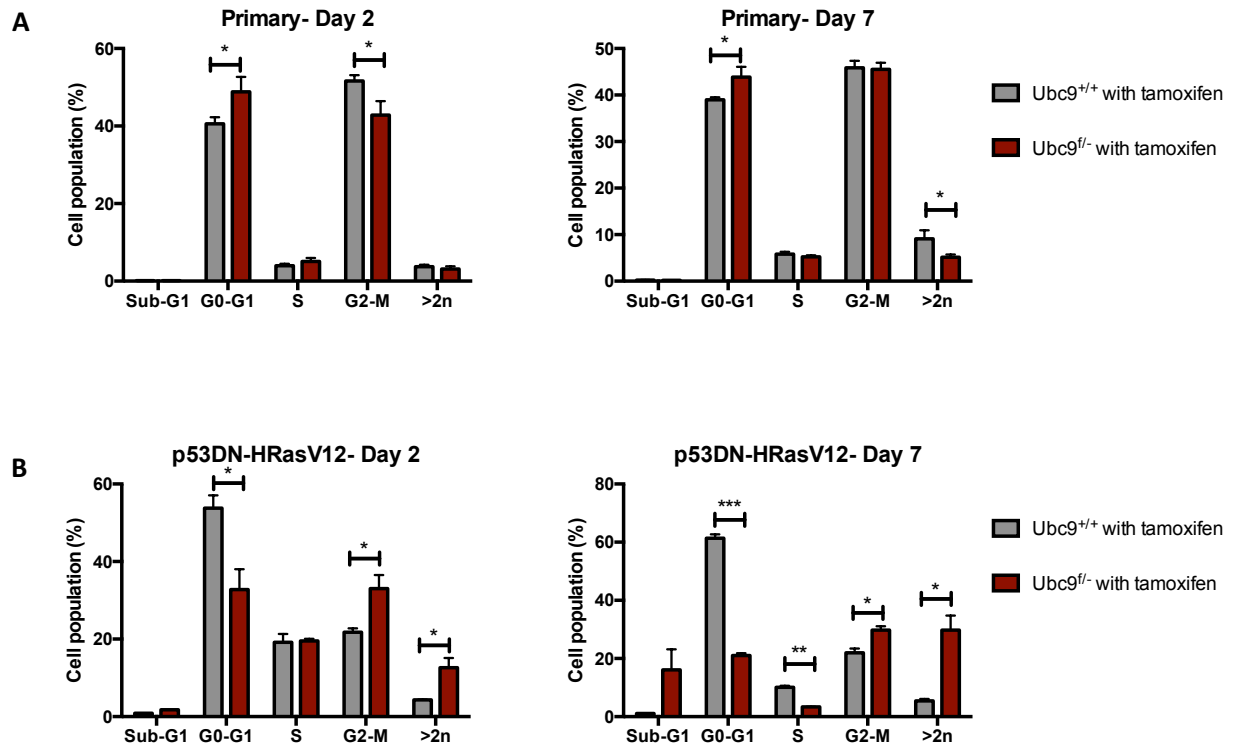 A
Primary- Day 2
Cell population (%)
60
40
20
0
* *
Sub-G1 G0-G1 S G2-M >2n
Primary- Day 7
Cell population (%)
50
40
30
20
10
0
* *
Sub-G1 G0-G1 S G2-M >2n
Ubc9+/+ with tamoxifen
Ubc9f/- with tamoxifen
B
p53DN-HRasV12- Day 2
Cell population (%)
60
40
20
0
* * *
Sub-G1 G0-G1 S G2-M >2n
p53DN-HRasV12- Day 7
Cell population (%)
80
60
40
20
0
*** ** * *
Sub-G1 G0-G1 S G2-M >2n
Ubc9+/+ with tamoxifen
Ubc9f/- with tamoxifen